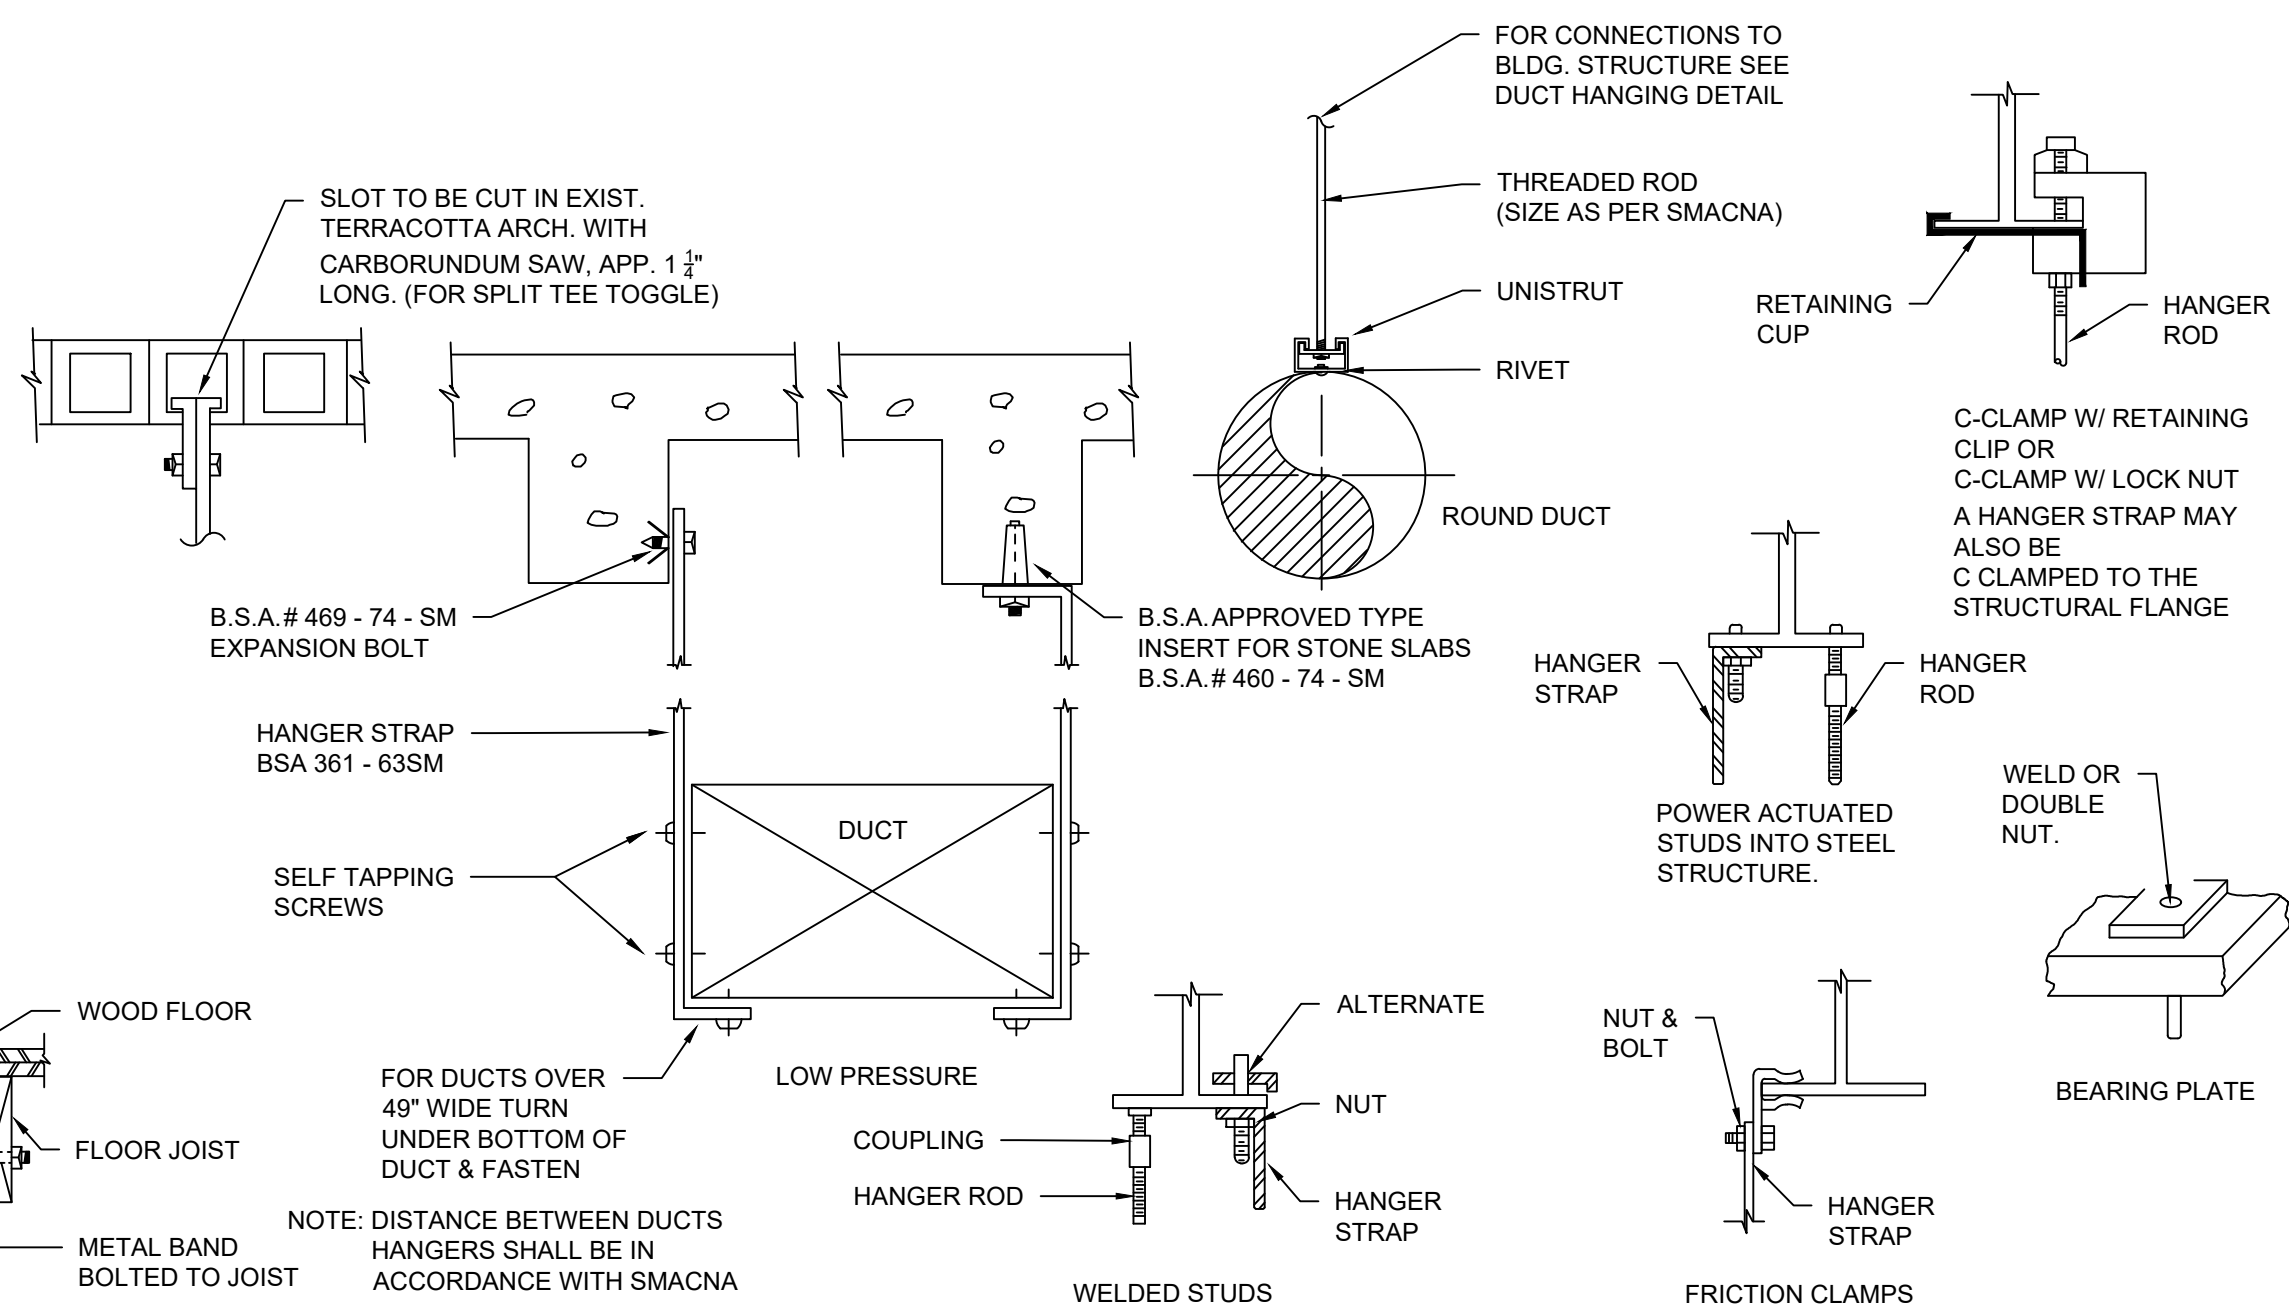 FOR CONNECTIONS TO
BLDG. STRUCTURE SEE
DUCT HANGING DETAIL
SLOT TO BE CUT IN EXIST.
TERRACOTTA ARCH. WITH
CARBORUNDUM SAW, APP. 1 1/4"
LONG. (FOR SPLIT TEE TOGGLE)
THREADED ROD
(SIZE AS PER SMACNA)
UNISTRUT
RIVET
ROUND DUCT
RETAINING
CUP
HANGER
ROD
C-CLAMP W/ RETAINING
CLIP OR
C-CLAMP W/ LOCK NUT
A HANGER STRAP MAY
ALSO BE
C CLAMPED TO THE
STRUCTURAL FLANGE
B.S.A.# 469 - 74 - SM
EXPANSION BOLT
B.S.A. APPROVED TYPE
INSERT FOR STONE SLABS
B.S.A.# 460 - 74 - SM
HANGER
STRAP
HANGER
ROD
POWER ACTUATED
STUDS INTO STEEL
STRUCTURE.
HANGER STRAP
BSA 361 - 63SM
DUCT
SELF TAPPING
SCREWS
WELD OR
DOUBLE
NUT.
BEARING PLATE
WOOD FLOOR
FLOOR JOIST
METAL BAND
BOLTED TO JOIST
FOR DUCTS OVER
49" WIDE TURN
UNDER BOTTOM OF
DUCT & FASTEN
LOW PRESSURE
NOTE: DISTANCE BETWEEN DUCTS
HANGERS SHALL BE IN
ACCORDANCE WITH SMACNA
ALTERNATE
NUT
COUPLING
HANGER ROD
HANGER
STRAP
WELDED STUDS
NUT &
BOLT
HANGER
STRAP
FRICTION CLAMPS